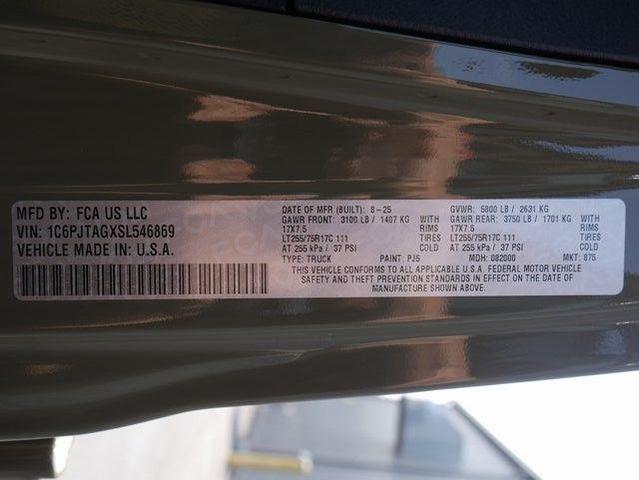 MFD BY: FCA US LLC
VIN: 1C6PJTAGXSL546869
VEHICLE MADE IN: U.S.A.
DATE OF MFR (BUILT): 8-25 GVWR: 5800 LB / 2631 KG
GAWR FRONT: 3100 LB / 1407 KG WITH GAWR REAR: 3750 LB / 1701 KG WITH
17X7.5 RIMS 17X7.5 RIMS
LT255/75R17C 111 TIRES LT255/75R17C 111 TIRES
AT 255 kPa / 37 PSI COLD AT 255 kPa / 37 PSI COLD
TYPE: TRUCK PAINT: PJ5 MDH: 082000 MKT: 875
THIS VEHICLE CONFORMS TO ALL APPLICABLE U.S.A. FEDERAL MOTOR VEHICLE
SAFETY AND THEFT PREVENTION STANDARDS IN EFFECT ON THE DATE OF
MANUFACTURE SHOWN ABOVE.